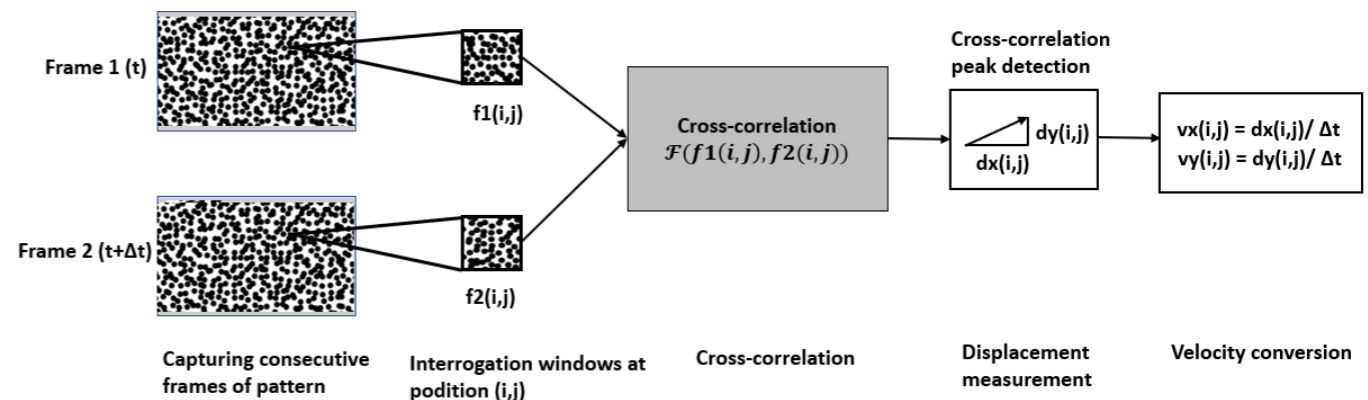 Frame 1 (t)
f1(i,j)
Frame 2 (t+Δt)
f2(i,j)
Cross-correlation
ℱ(f1(i,j),f2(i,j))
Cross-correlation
peak detection
dy(i,j)
dx(i,j)
vx(i,j) = dx(i,j)/ Δt
vy(i,j) = dy(i,j)/ Δt
Capturing consecutive
frames of pattern
Interrogation windows at
podition (i,j)
Cross-correlation
Displacement
measurement
Velocity conversion